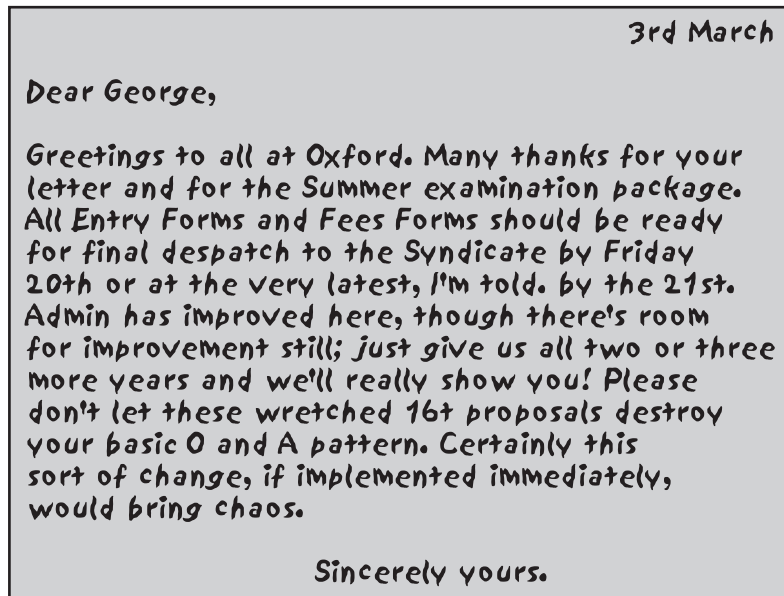 3rd March
Dear George,
Greetings to all at Oxford. Many thanks for your
letter and for the Summer examination package.
All Entry Forms and Fees Forms should be ready
for final despatch to the Syndicate by Friday
20th or at the very latest, I'm told. by the 21st.
Admin has improved here, though there's room
for improvement still; just give us all two or three
more years and we'll really show you! Please
don't let these wretched 16t proposals destroy
your basic O and A pattern. Certainly this
sort of change, if implemented immediately,
would bring chaos.
Sincerely yours.